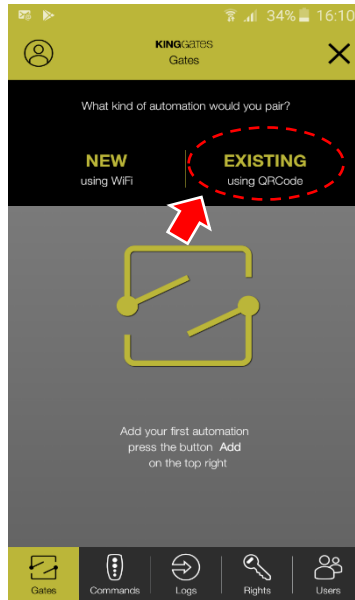 34% 16:10
KINGGATES
Gates
What kind of automation would you pair?
NEW
using WiFi
EXISTING
using QRCode
Add your first automation
press the button Add
on the top right
Gates
Commands
Logs
Rights
Users